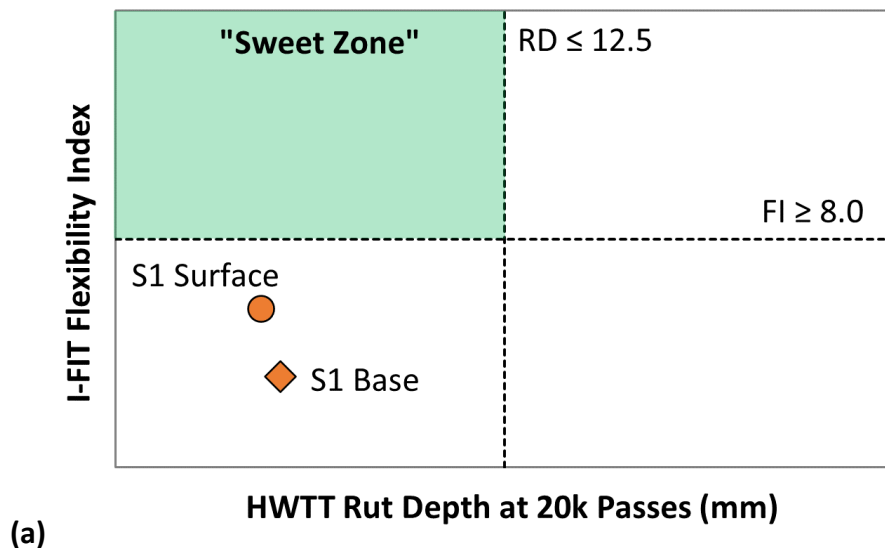 "Sweet Zone"
RD ≤ 12.5
FI ≥ 8.0
I-FIT Flexibility Index
S1 Surface
S1 Base
HWTT Rut Depth at 20k Passes (mm)
(a)